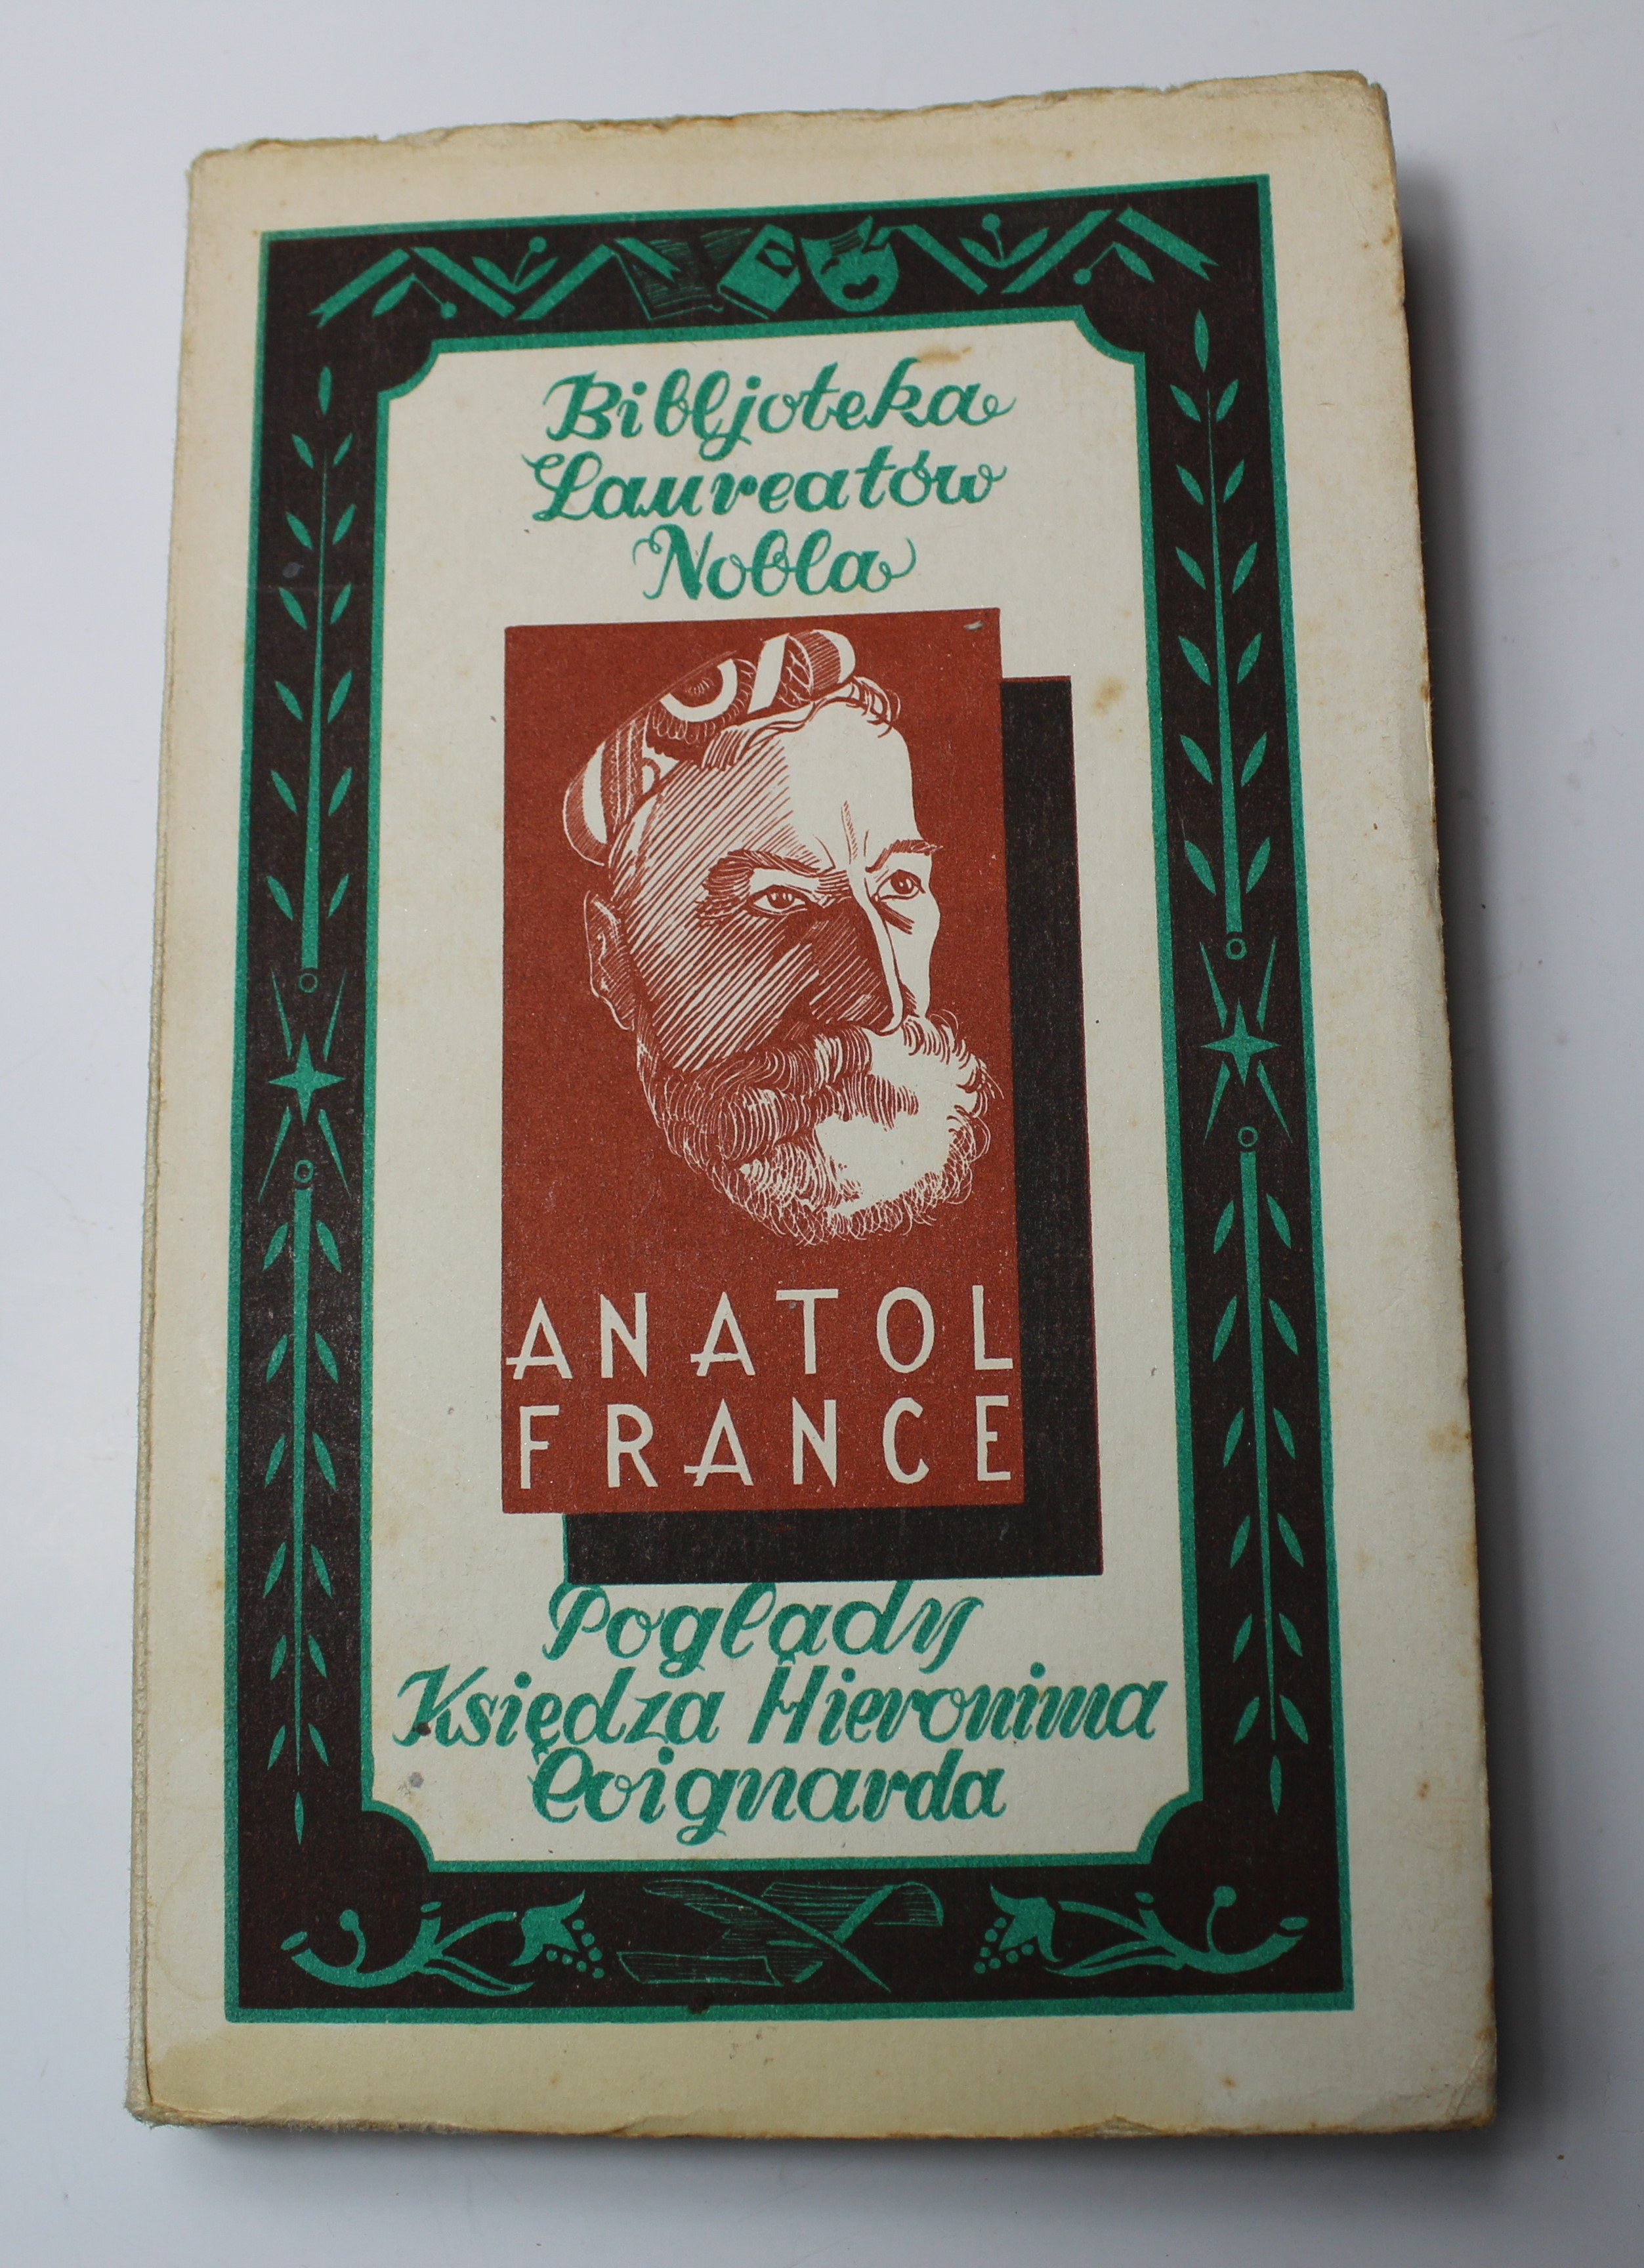 Bibljoteka
Laureatów
Nobla
ANATOL
FRANCE
Poglądy
Księdza Hieronima
Coignarda